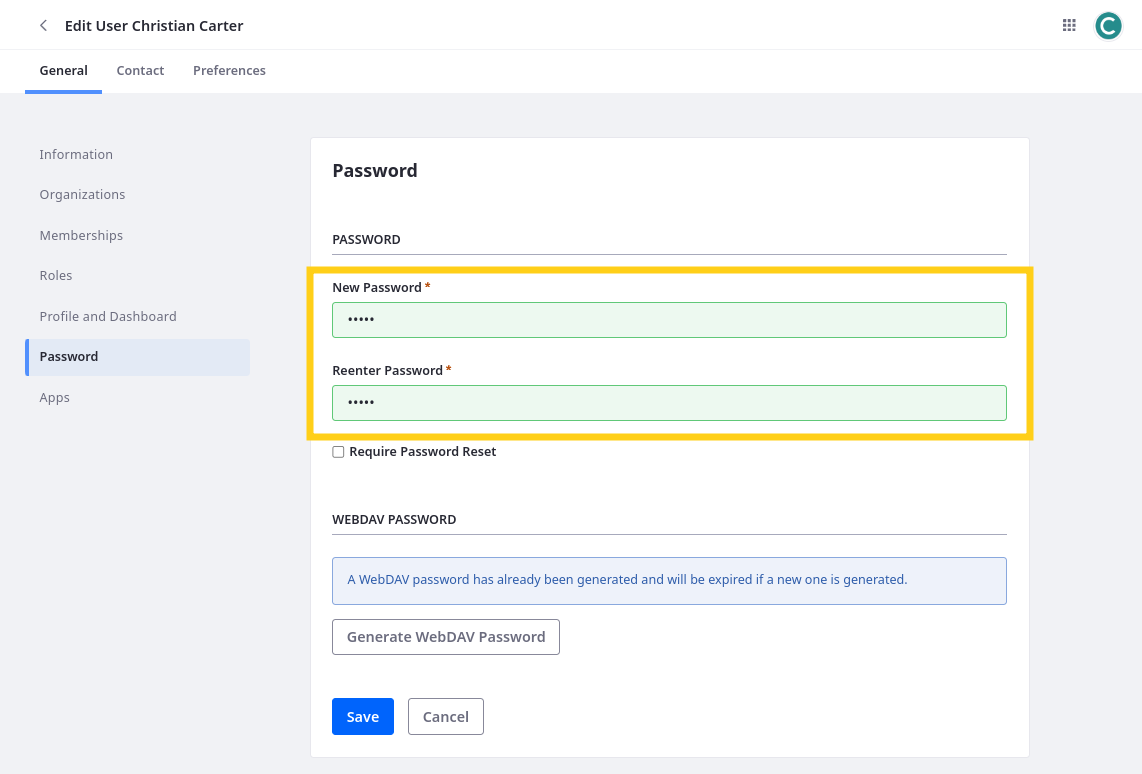 Edit User Christian Carter
C
General Contact Preferences
Information
Organizations
Memberships
Roles
Profile and Dashboard
Password
Apps
Password
PASSWORD
New Password *
•••••
Reenter Password *
•••••
Require Password Reset
WEBDAV PASSWORD
A WebDAV password has already been generated and will be expired if a new one is generated.
Generate WebDAV Password
Save Cancel